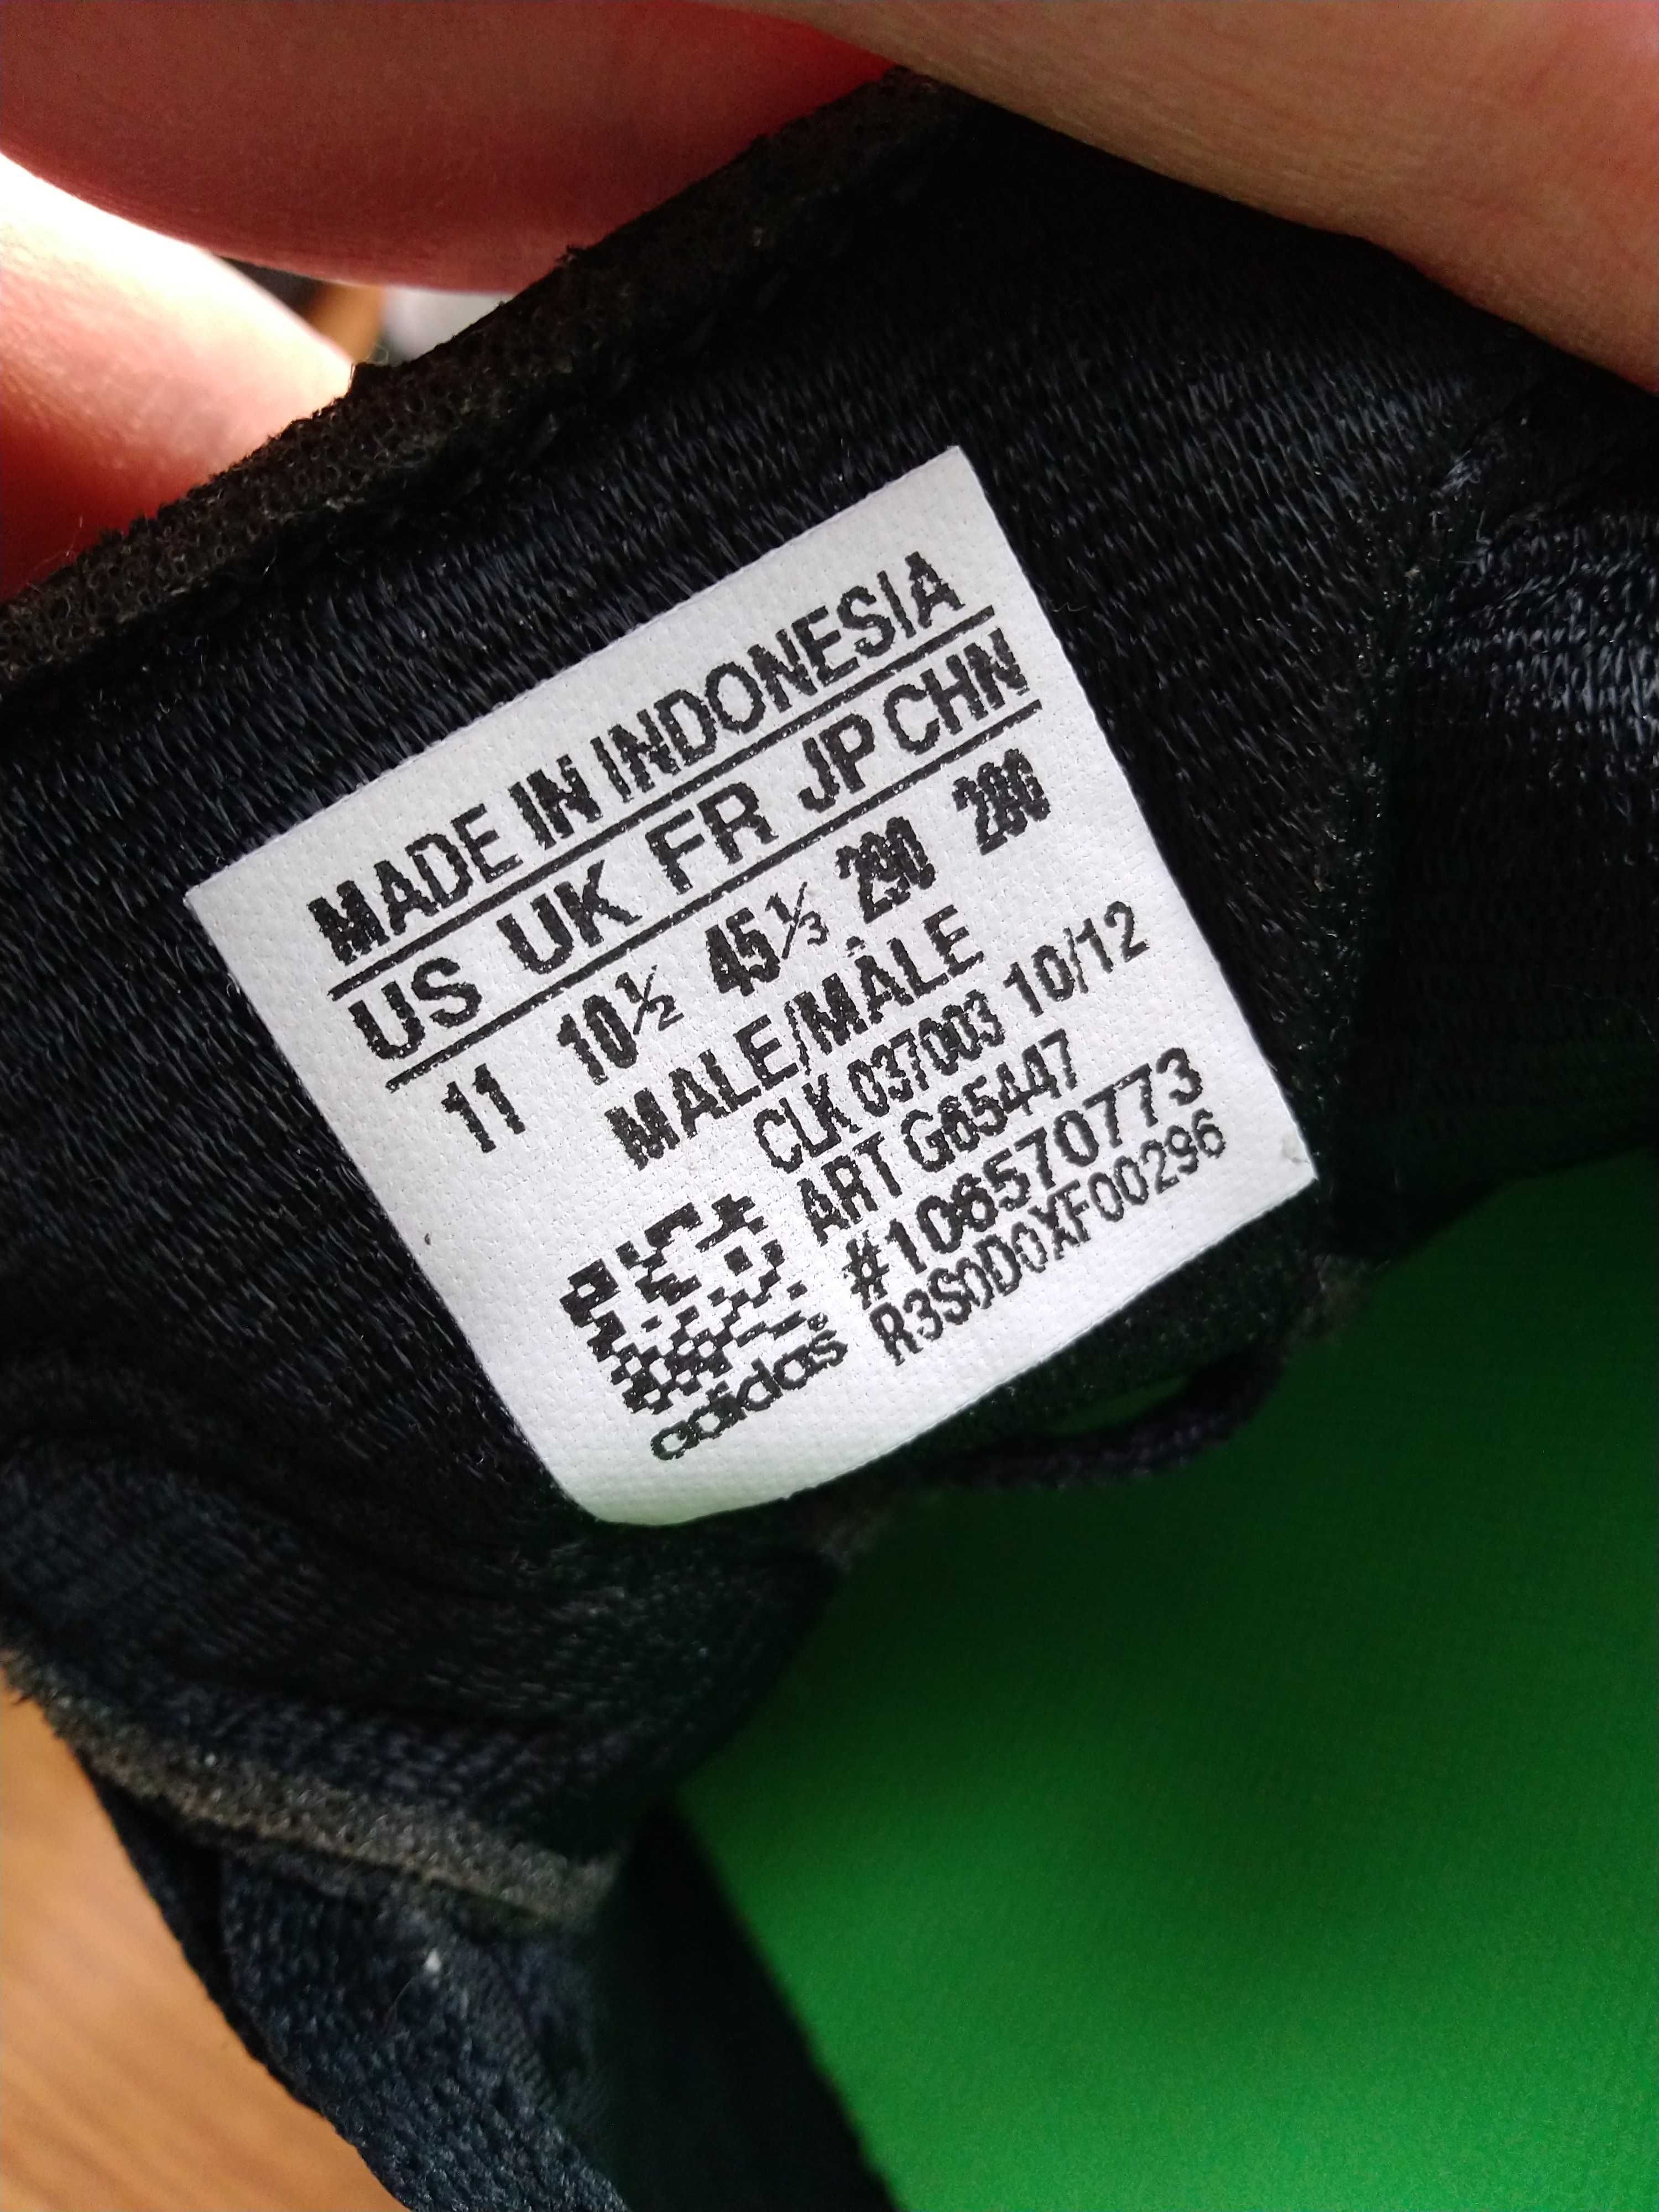 MADE IN INDONESIA
US UK FR JP CHN
11 10½ 45⅓ 290 280
MALE/MÂLE
CLK 037003 10/12
ART G65447
#106570773
R3S0D0XF00296
adidas